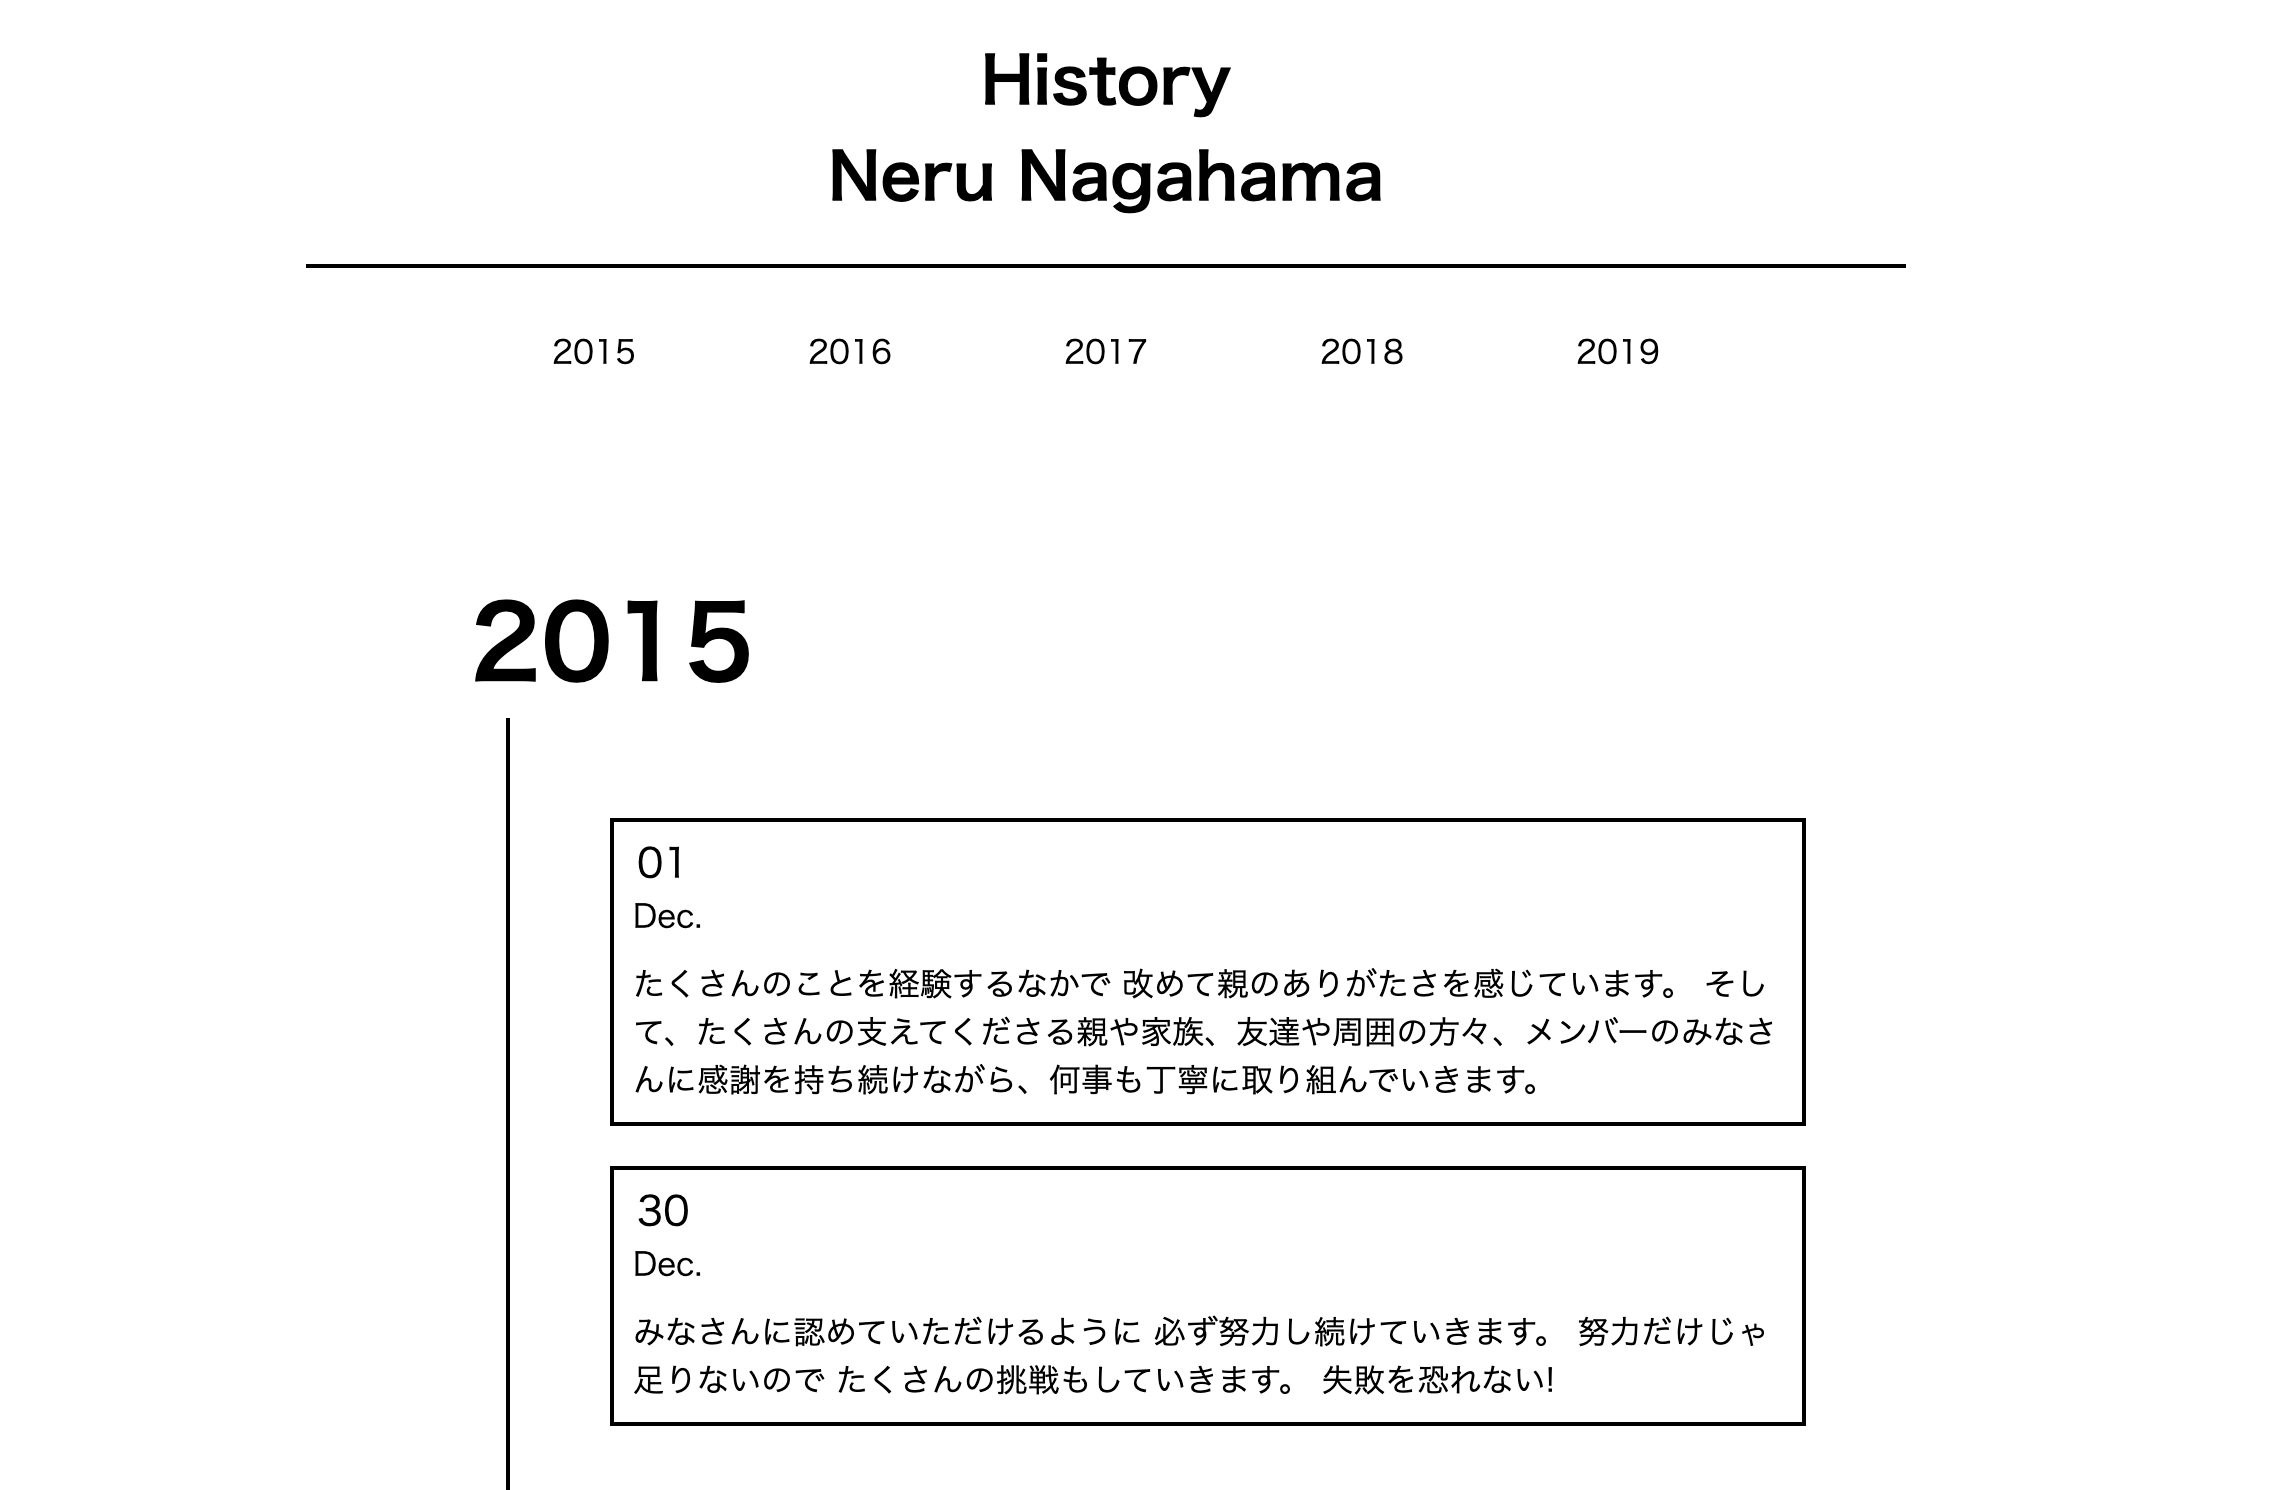 History
Neru Nagahama
2015 2016 2017 2018 2019
2015
01
Dec.
たくさんのことを経験するなかで 改めて親のありがたさを感じています。 そし
て、たくさんの支えてくださる親や家族、友達や周囲の方々、メンバーのみなさ
んに感謝を持ち続けながら、何事も丁寧に取り組んでいきます。
30
Dec.
みなさんに認めていただけるように 必ず努力し続けていきます。 努力だけじゃ
足りないので たくさんの挑戦もしていきます。 失敗を恐れない!